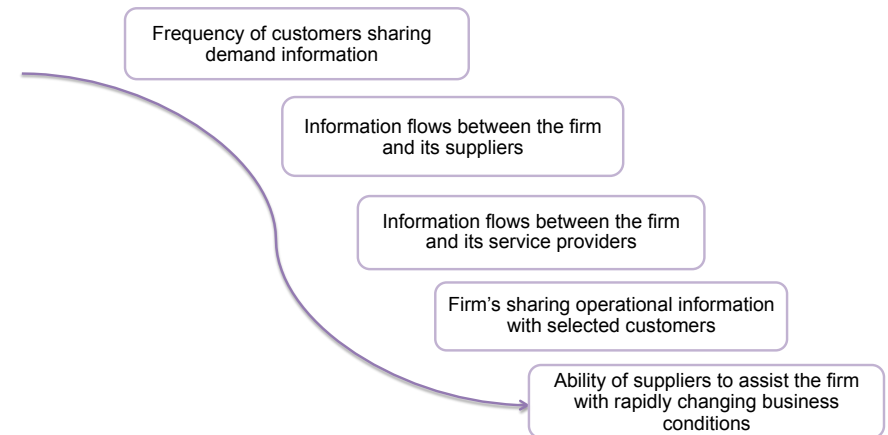 Frequency of customers sharing
demand information
Information flows between the firm
and its suppliers
Information flows between the firm
and its service providers
Firm’s sharing operational information
with selected customers
Ability of suppliers to assist the firm
with rapidly changing business
conditions